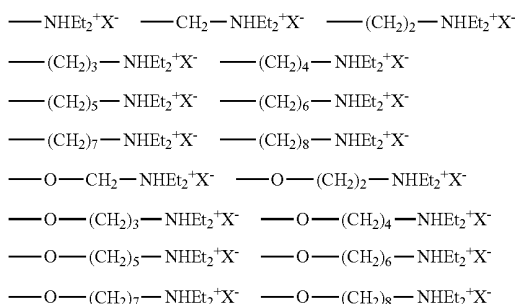 —NHEt₂⁺X⁻ —CH₂—NHEt₂⁺X⁻ —(CH₂)₂—NHEt₂⁺X⁻
—(CH₂)₃—NHEt₂⁺X⁻ —(CH₂)₄—NHEt₂⁺X⁻
—(CH₂)₅—NHEt₂⁺X⁻ —(CH₂)₆—NHEt₂⁺X⁻
—(CH₂)₇—NHEt₂⁺X⁻ —(CH₂)₈—NHEt₂⁺X⁻
—O—CH₂—NHEt₂⁺X⁻ —O—(CH₂)₂—NHEt₂⁺X⁻
—O—(CH₂)₃—NHEt₂⁺X⁻ —O—(CH₂)₄—NHEt₂⁺X⁻
—O—(CH₂)₅—NHEt₂⁺X⁻ —O—(CH₂)₆—NHEt₂⁺X⁻
—O—(CH₂)₇—NHEt₂⁺X⁻ —O—(CH₂)₈—NHEt₂⁺X⁻